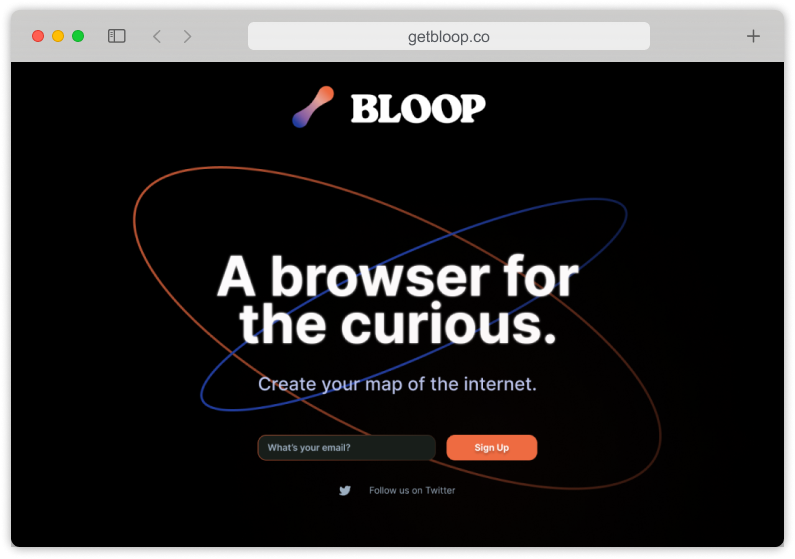 getbloop.co
BLOOP
A browser for
the curious.
Create your map of the internet.
What's your email?
Sign Up
Follow us on Twitter